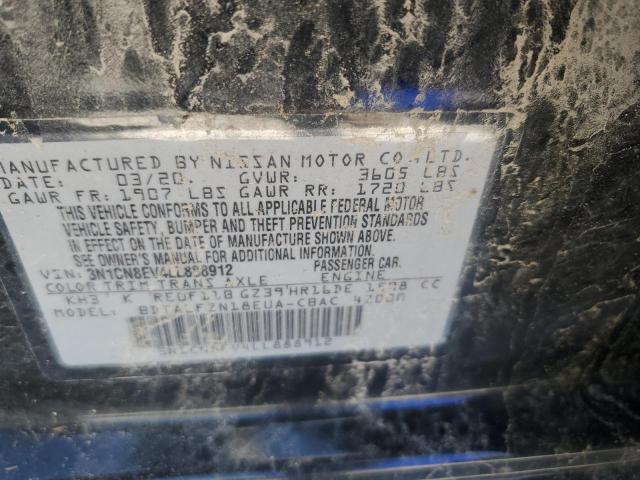 MANUFACTURED BY NISSAN MOTOR CO., LTD.
DATE: 03/20 GVWR: 3605 LBS
GAWR FR: 1907 LBS GAWR RR: 1720 LBS
THIS VEHICLE CONFORMS TO ALL APPLICABLE FEDERAL MOTOR
VEHICLE SAFETY, BUMPER AND THEFT PREVENTION STANDARDS
IN EFFECT ON THE DATE OF MANUFACTURE SHOWN ABOVE.
SEE OWNER'S MANUAL FOR ADDITIONAL INFORMATION.
VIN: 3N1CN8EV4LL888912 PASSENGER CAR.
COLOR TRIM TRANS AXLE ENGINE
KH3 K RE0F11B GZ39 HR16DE 1598 CC
MODEL: BDTALFZN18EUA-CBAC